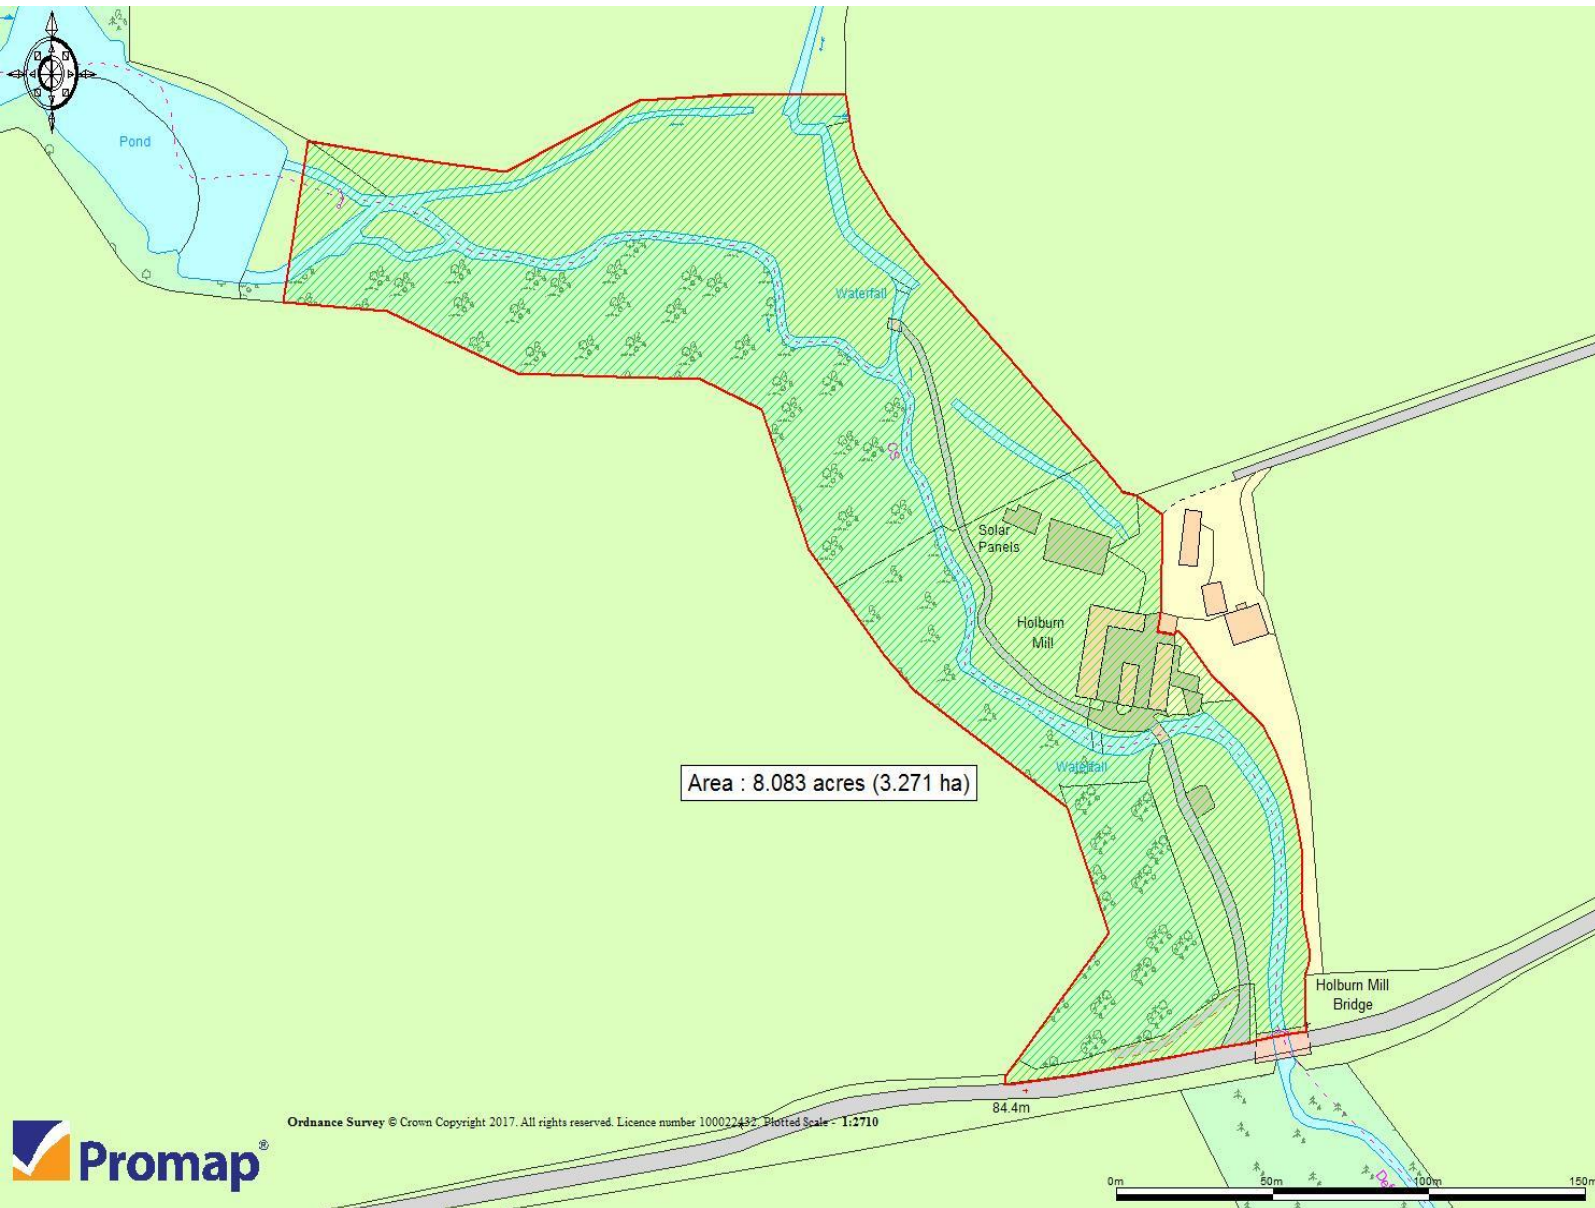 Pond
Waterfall
CS
Solar
Panels
Holburn
Mill
Waterfall
Area : 8.083 acres (3.271 ha)
Holburn Mill
Bridge
84.4m
Ordnance Survey © Crown Copyright 2017. All rights reserved. Licence number 100022432. Plotted Scale - 1:2710
Promap®
Def
0m 50m 100m 150m